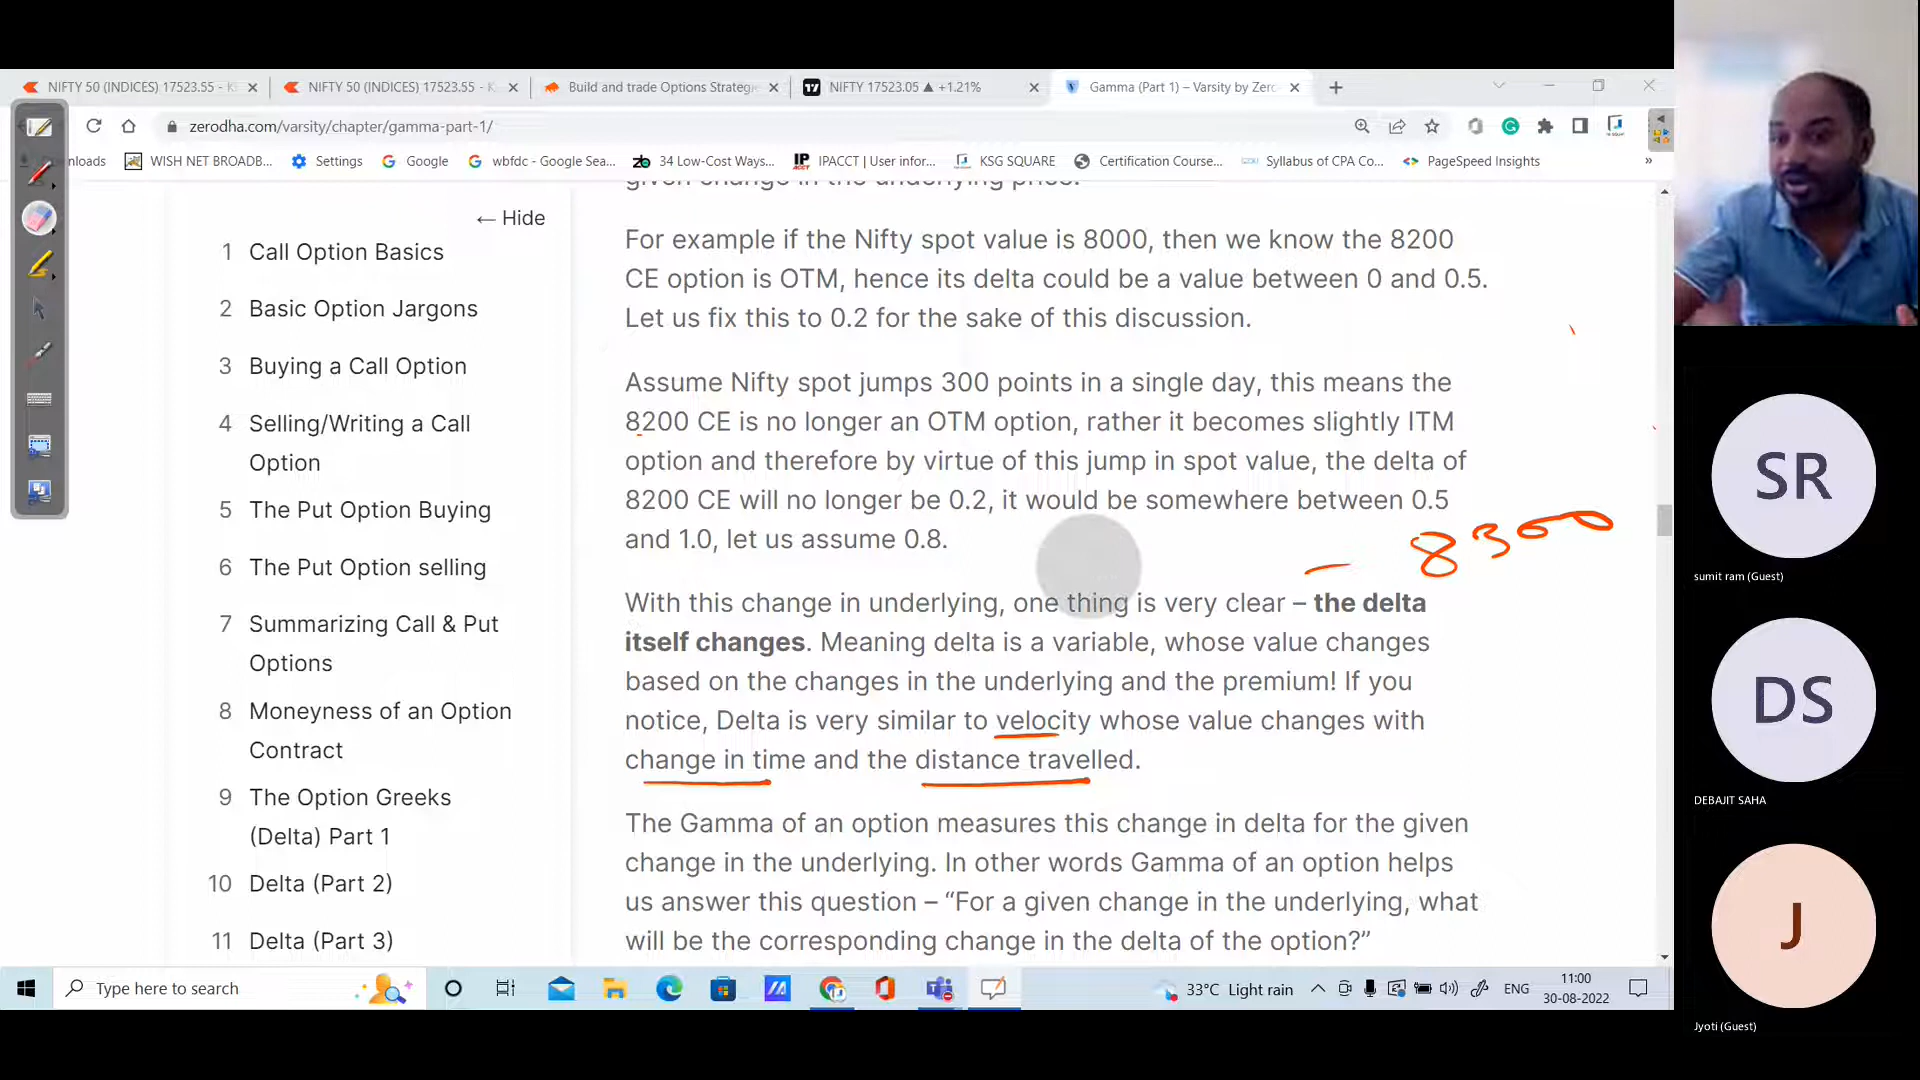 NIFTY 50 (INDICES) 17523.55 - K
NIFTY 50 (INDICES) 17523.55 - K
Build and trade Options Strategi
NIFTY 17523.05 ▲ +1.21%
Gamma (Part 1) – Varsity by Zero
zerodha.com/varsity/chapter/gamma-part-1/
WISH NET BROADB...
Settings
Google
wbfdc - Google Sea...
34 Low-Cost Ways...
IPACCT | User infor...
KSG SQUARE
Certification Course...
Syllabus of CPA Co...
PageSpeed Insights
»
← Hide
1 Call Option Basics
2 Basic Option Jargons
3 Buying a Call Option
4 Selling/Writing a Call
Option
5 The Put Option Buying
6 The Put Option selling
7 Summarizing Call & Put
Options
8 Moneyness of an Option
Contract
9 The Option Greeks
(Delta) Part 1
10 Delta (Part 2)
11 Delta (Part 3)
given change in the underlying price.
For example if the Nifty spot value is 8000, then we know the 8200
CE option is OTM, hence its delta could be a value between 0 and 0.5.
Let us fix this to 0.2 for the sake of this discussion.
Assume Nifty spot jumps 300 points in a single day, this means the
8200 CE is no longer an OTM option, rather it becomes slightly ITM
option and therefore by virtue of this jump in spot value, the delta of
8200 CE will no longer be 0.2, it would be somewhere between 0.5
and 1.0, let us assume 0.8.
– 8300
With this change in underlying, one thing is very clear – the delta
itself changes. Meaning delta is a variable, whose value changes
based on the changes in the underlying and the premium! If you
notice, Delta is very similar to velocity whose value changes with
change in time and the distance travelled.
The Gamma of an option measures this change in delta for the given
change in the underlying. In other words Gamma of an option helps
us answer this question – “For a given change in the underlying, what
will be the corresponding change in the delta of the option?”
SR
sumit ram (Guest)
DS
DEBAJIT SAHA
J
Jyoti (Guest)
Type here to search
33°C Light rain
ENG
11:00
30-08-2022